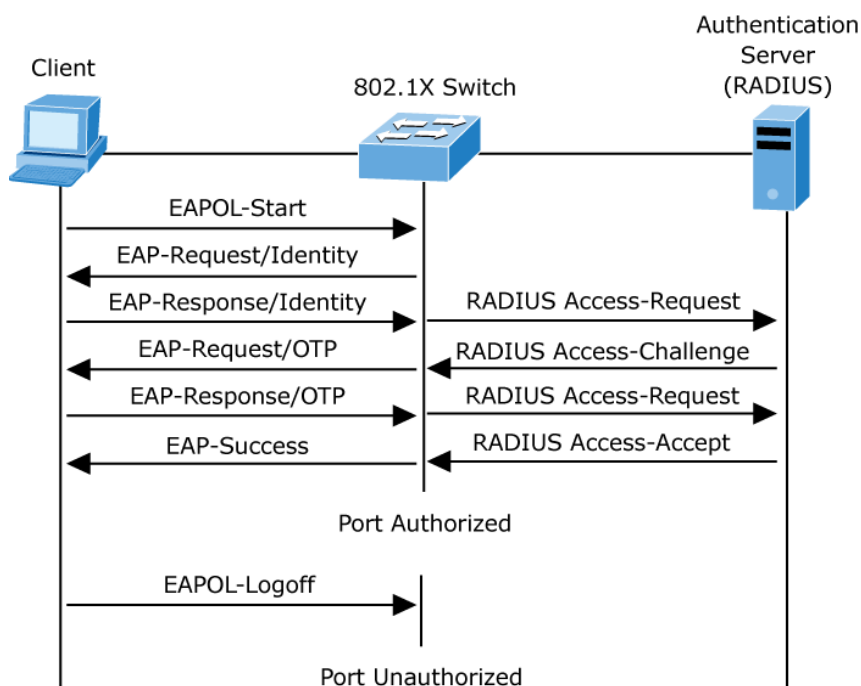 Authentication
Server
(RADIUS)
Client
802.1X Switch
EAPOL-Start
EAP-Request/Identity
EAP-Response/Identity
RADIUS Access-Request
EAP-Request/OTP
RADIUS Access-Challenge
EAP-Response/OTP
RADIUS Access-Request
EAP-Success
RADIUS Access-Accept
Port Authorized
EAPOL-Logoff
Port Unauthorized